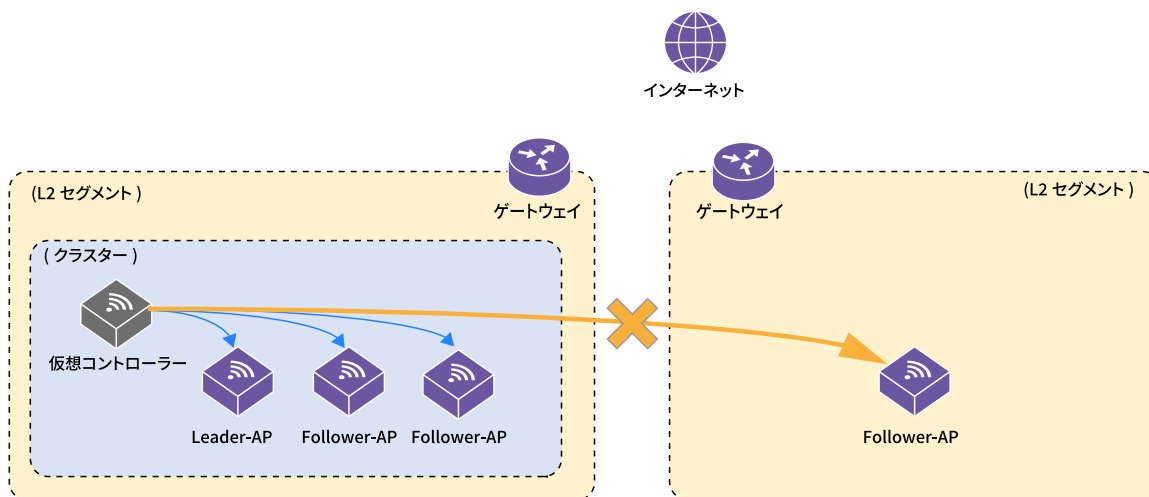 インターネット
(L2 セグメント )
ゲートウェイ
ゲートウェイ
(L2 セグメント )
( クラスター )
仮想コントローラー
Leader-AP
Follower-AP
Follower-AP
Follower-AP